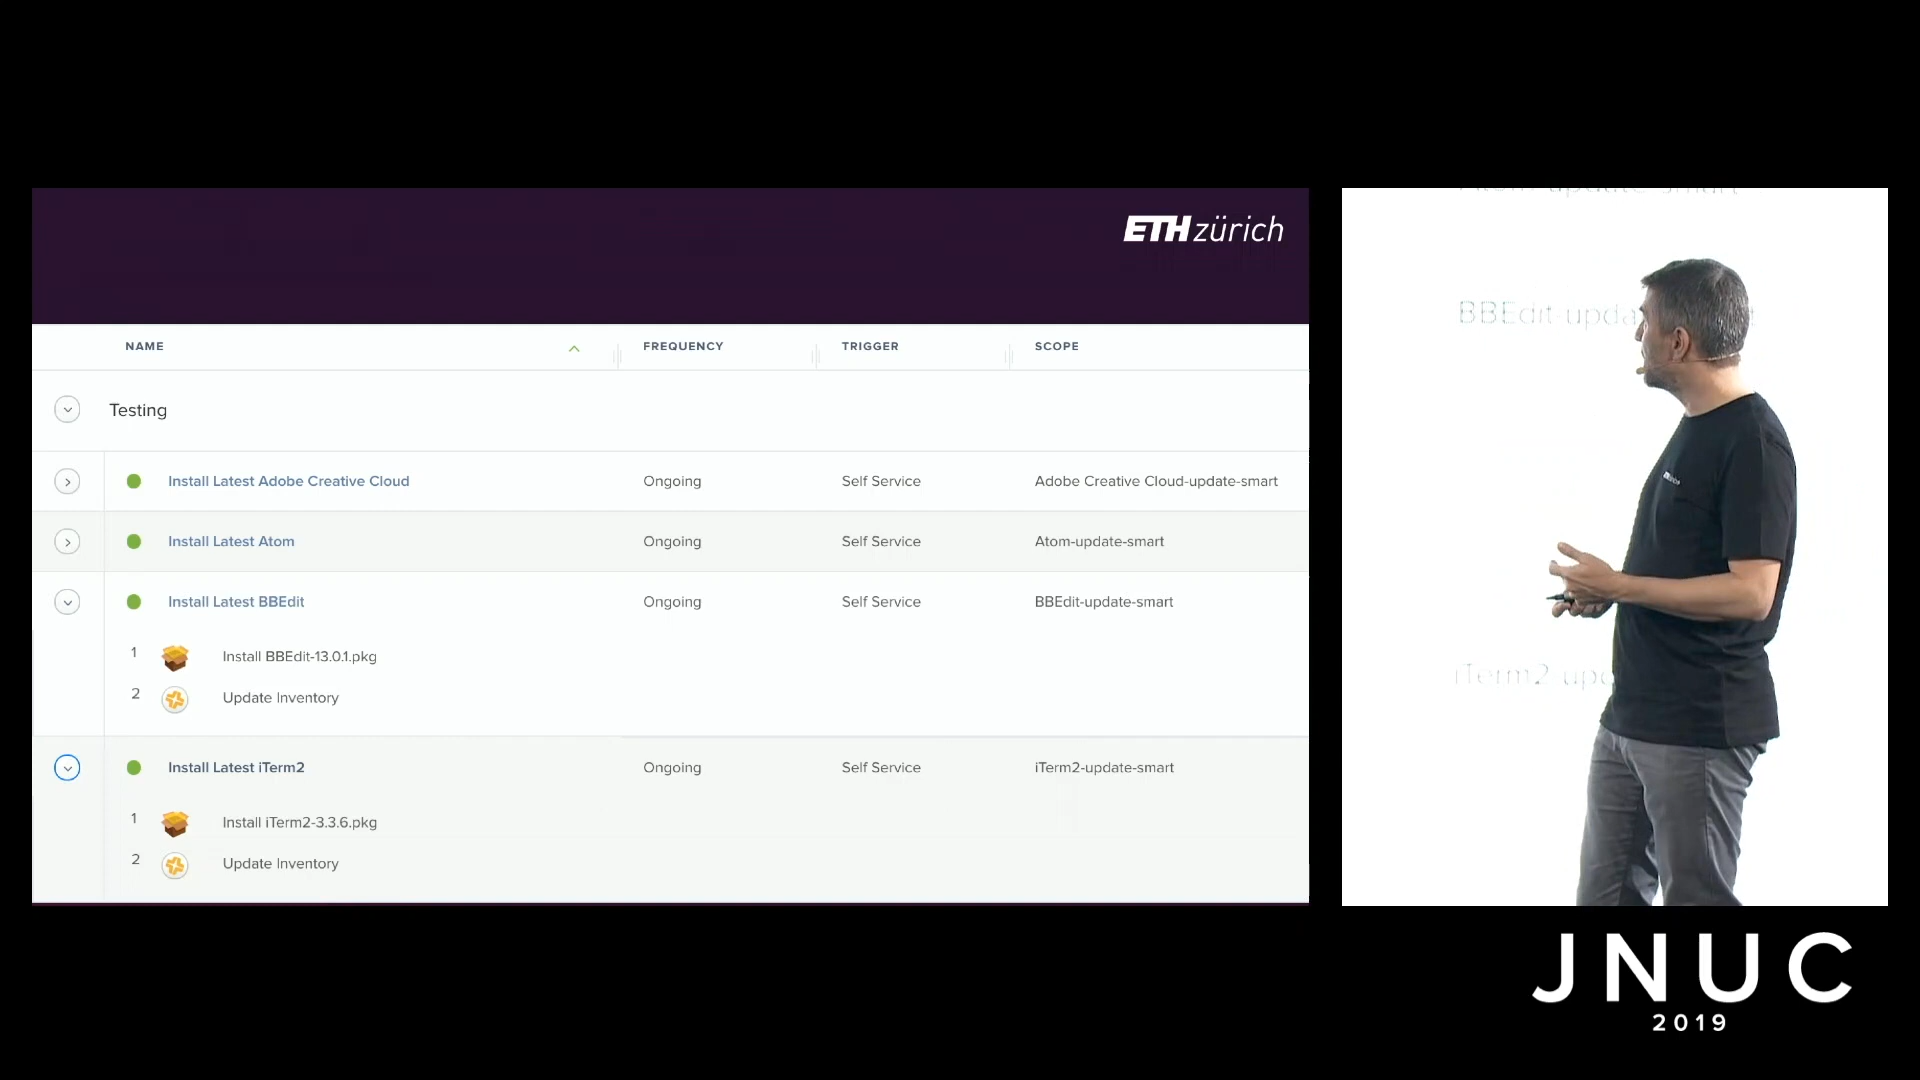 ETH zürich
NAME FREQUENCY TRIGGER SCOPE
Testing
Install Latest Adobe Creative Cloud Ongoing Self Service Adobe Creative Cloud-update-smart
Install Latest Atom Ongoing Self Service Atom-update-smart
Install Latest BBEdit Ongoing Self Service BBEdit-update-smart
1 Install BBEdit-13.0.1.pkg
2 Update Inventory
Install Latest iTerm2 Ongoing Self Service iTerm2-update-smart
1 Install iTerm2-3.3.6.pkg
2 Update Inventory
JNUC
2019